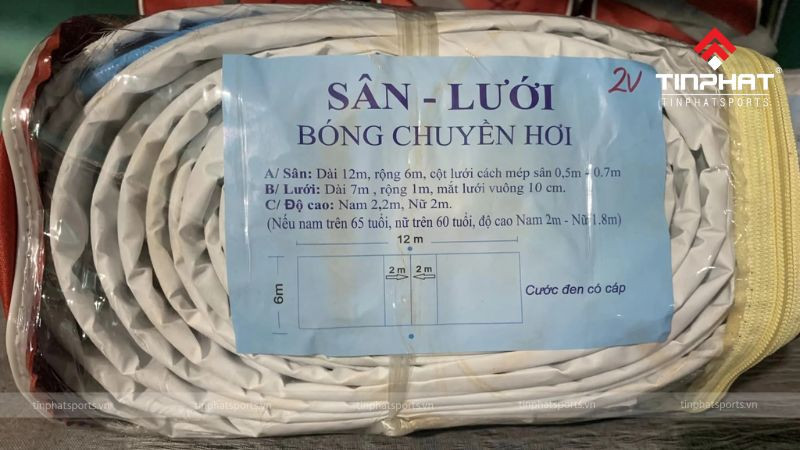 2V
TINPHAT®
TINPHATSPORTS
SÂN - LƯỚI
BÓNG CHUYỀN HƠI
A/ Sân: Dài 12m, rộng 6m, cột lưới cách mép sân 0,5m - 0.7m
B/ Lưới: Dài 7m , rộng 1m, mắt lưới vuông 10 cm.
C/ Độ cao: Nam 2,2m, Nữ 2m.
(Nếu nam trên 65 tuổi, nữ trên 60 tuổi, độ cao Nam 2m - Nữ 1.8m)
12 m
2 m 2 m
6m
Cước đen có cáp
tinphatsports.vn tinphatsports.vn tinphatsports.vn